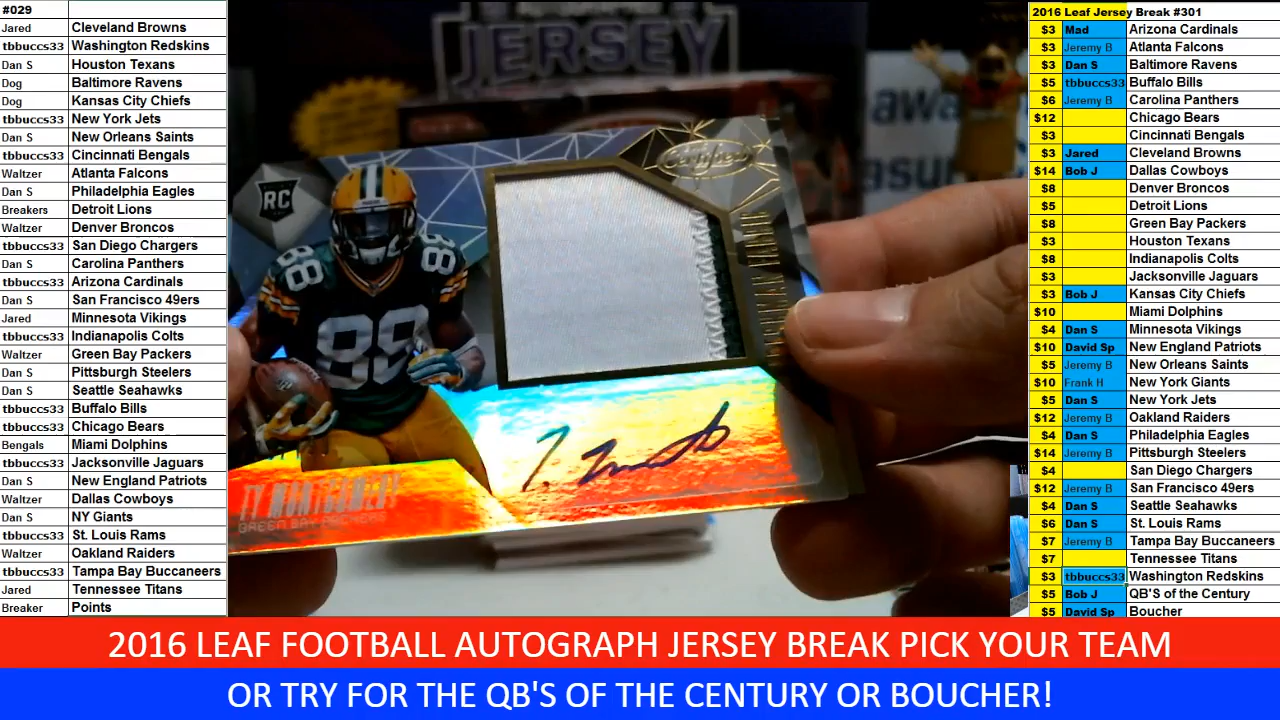 #029
Jared Cleveland Browns
tbbuccs33 Washington Redskins
Dan S Houston Texans
Dog Baltimore Ravens
Dog Kansas City Chiefs
tbbuccs33 New York Jets
Dan S New Orleans Saints
tbbuccs33 Cincinnati Bengals
Waltzer Atlanta Falcons
Dan S Philadelphia Eagles
Breakers Detroit Lions
Waltzer Denver Broncos
tbbuccs33 San Diego Chargers
Dan S Carolina Panthers
tbbuccs33 Arizona Cardinals
Dan S San Francisco 49ers
Jared Minnesota Vikings
tbbuccs33 Indianapolis Colts
Waltzer Green Bay Packers
Dan S Pittsburgh Steelers
Dan S Seattle Seahawks
tbbuccs33 Buffalo Bills
tbbuccs33 Chicago Bears
Bengals Miami Dolphins
tbbuccs33 Jacksonville Jaguars
Dan S New England Patriots
Waltzer Dallas Cowboys
Dan S NY Giants
tbbuccs33 St. Louis Rams
Waltzer Oakland Raiders
tbbuccs33 Tampa Bay Buccaneers
Jared Tennessee Titans
Breaker Points
JERSEY
RC
Certified
88
88
88
TY MONTGOMERY
GREEN BAY PACKERS
2016 Leaf Jersey Break #301
$3 Mad Arizona Cardinals
$3 Jeremy B Atlanta Falcons
$3 Dan S Baltimore Ravens
$5 tbbuccs33 Buffalo Bills
$6 Jeremy B Carolina Panthers
$12 Chicago Bears
$3 Cincinnati Bengals
$3 Jared Cleveland Browns
$14 Bob J Dallas Cowboys
$8 Denver Broncos
$5 Detroit Lions
$8 Green Bay Packers
$3 Houston Texans
$8 Indianapolis Colts
$3 Jacksonville Jaguars
$3 Bob J Kansas City Chiefs
$10 Miami Dolphins
$4 Dan S Minnesota Vikings
$10 David Sp New England Patriots
$5 Jeremy B New Orleans Saints
$10 Frank H New York Giants
$5 Dan S New York Jets
$12 Jeremy B Oakland Raiders
$4 Dan S Philadelphia Eagles
$14 Jeremy B Pittsburgh Steelers
$4 San Diego Chargers
$12 Jeremy B San Francisco 49ers
$4 Dan S Seattle Seahawks
$6 Dan S St. Louis Rams
$7 Jeremy B Tampa Bay Buccaneers
$7 Tennessee Titans
$3 tbbuccs33 Washington Redskins
$5 Bob J QB'S of the Century
$5 David Sp Boucher
2016 LEAF FOOTBALL AUTOGRAPH JERSEY BREAK PICK YOUR TEAM
OR TRY FOR THE QB'S OF THE CENTURY OR BOUCHER!